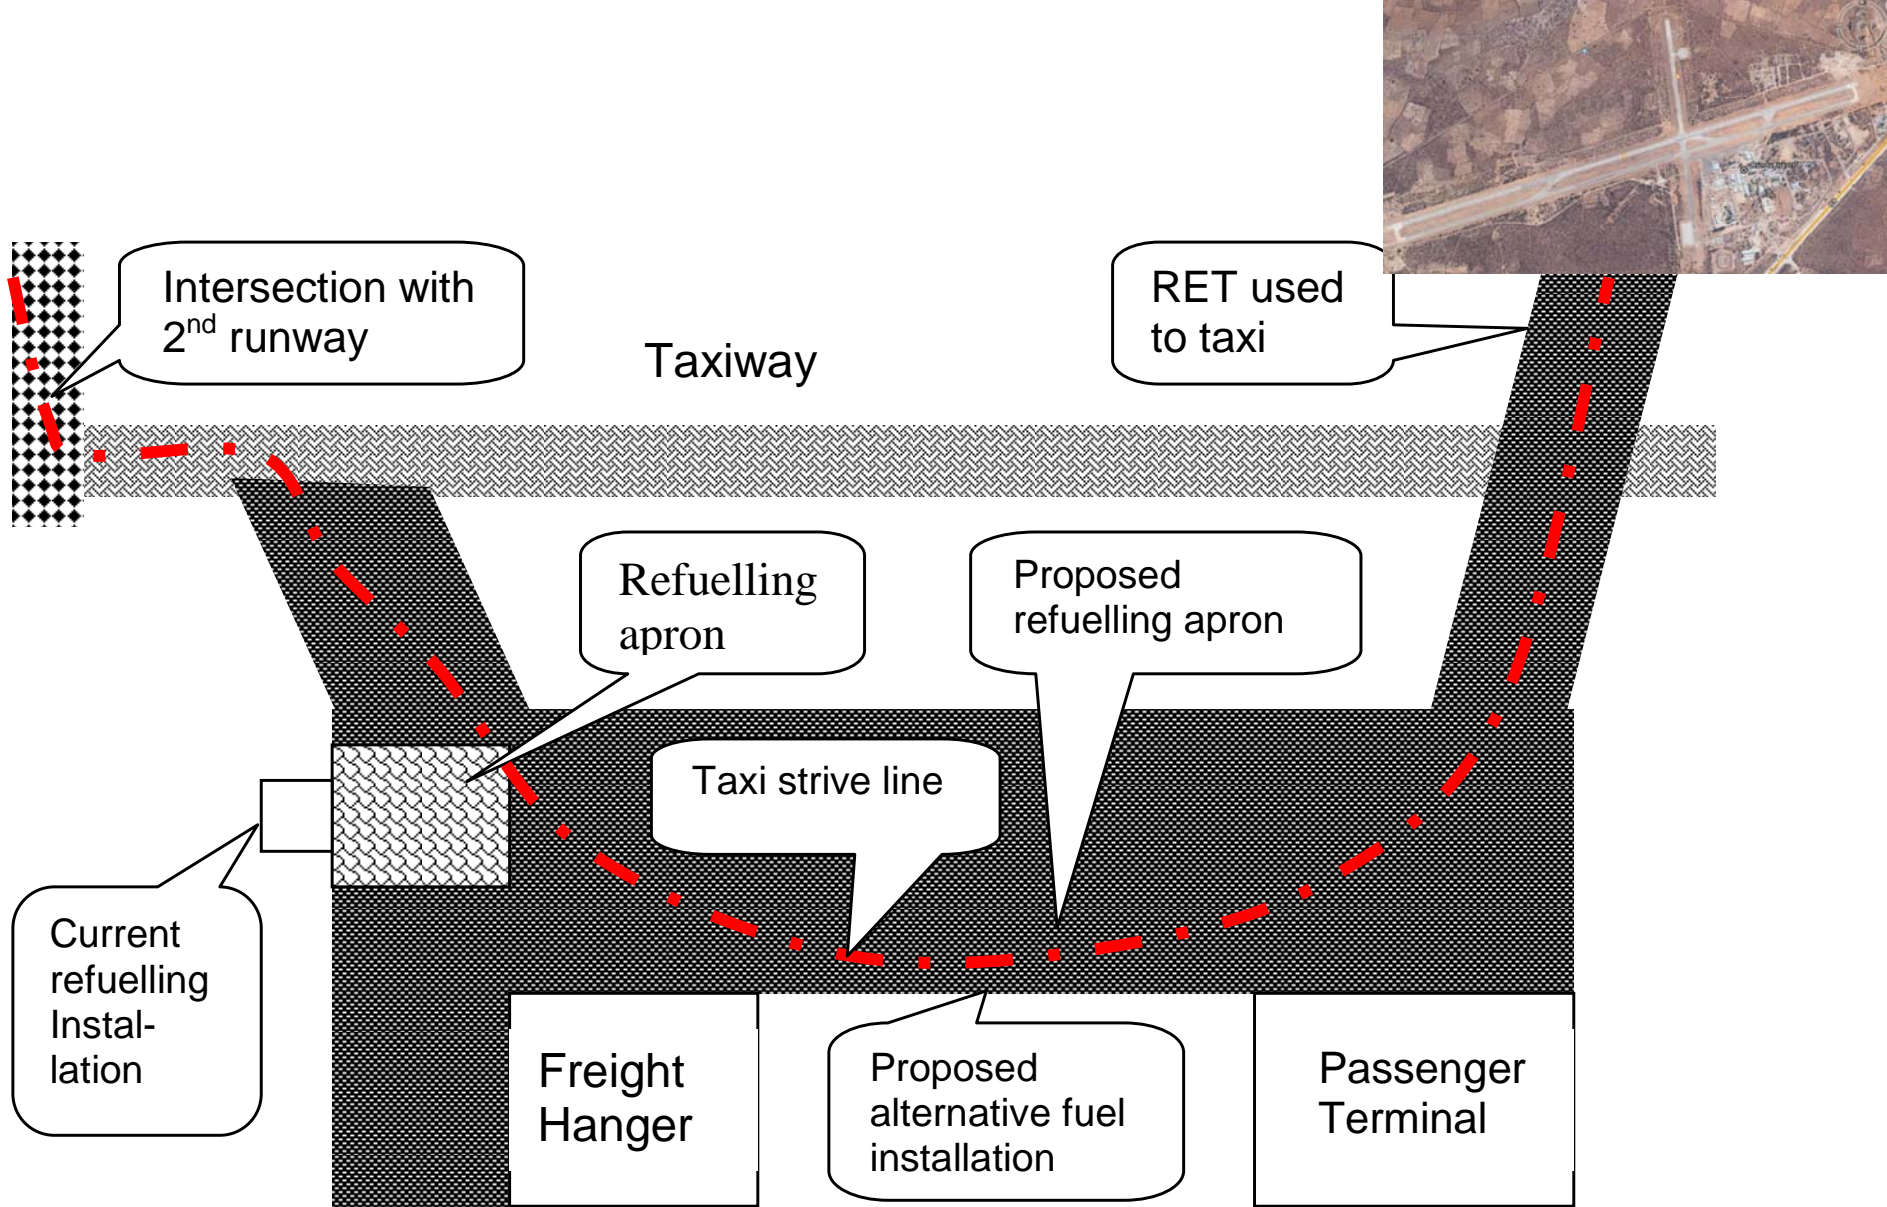 Intersection with
2nd runway
Taxiway
RET used
to taxi
Refuelling
apron
Proposed
refuelling apron
Taxi strive line
Current
refuelling
Instal-
lation
Freight
Hanger
Proposed
alternative fuel
installation
Passenger
Terminal